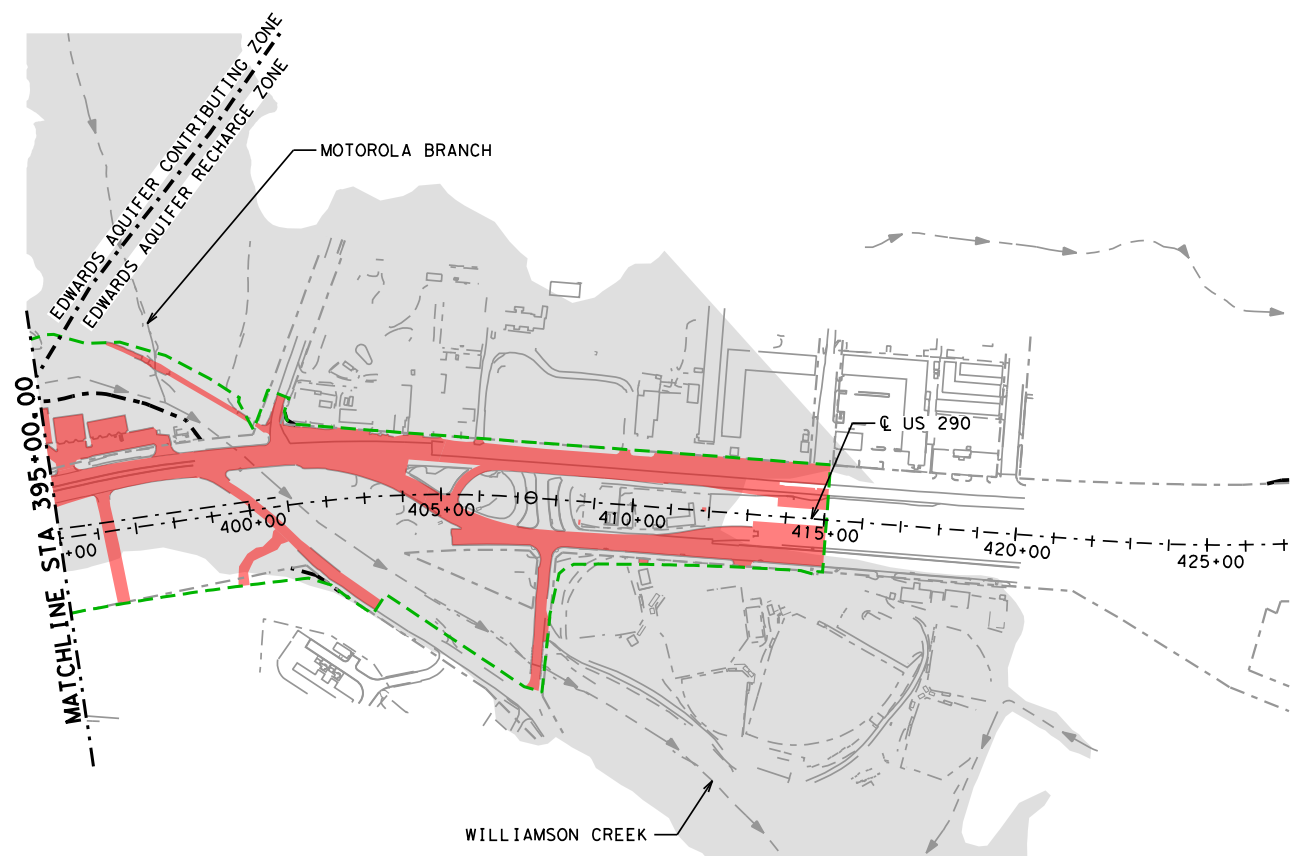 EDWARDS AQUIFER CONTRIBUTING ZONE
EDWARDS AQUIFER RECHARGE ZONE
MOTOROLA BRANCH
MATCHLINE STA 395+00.00
℄ US 290
+00
400+00
405+00
410+00
415+00
420+00
425+00
WILLIAMSON CREEK